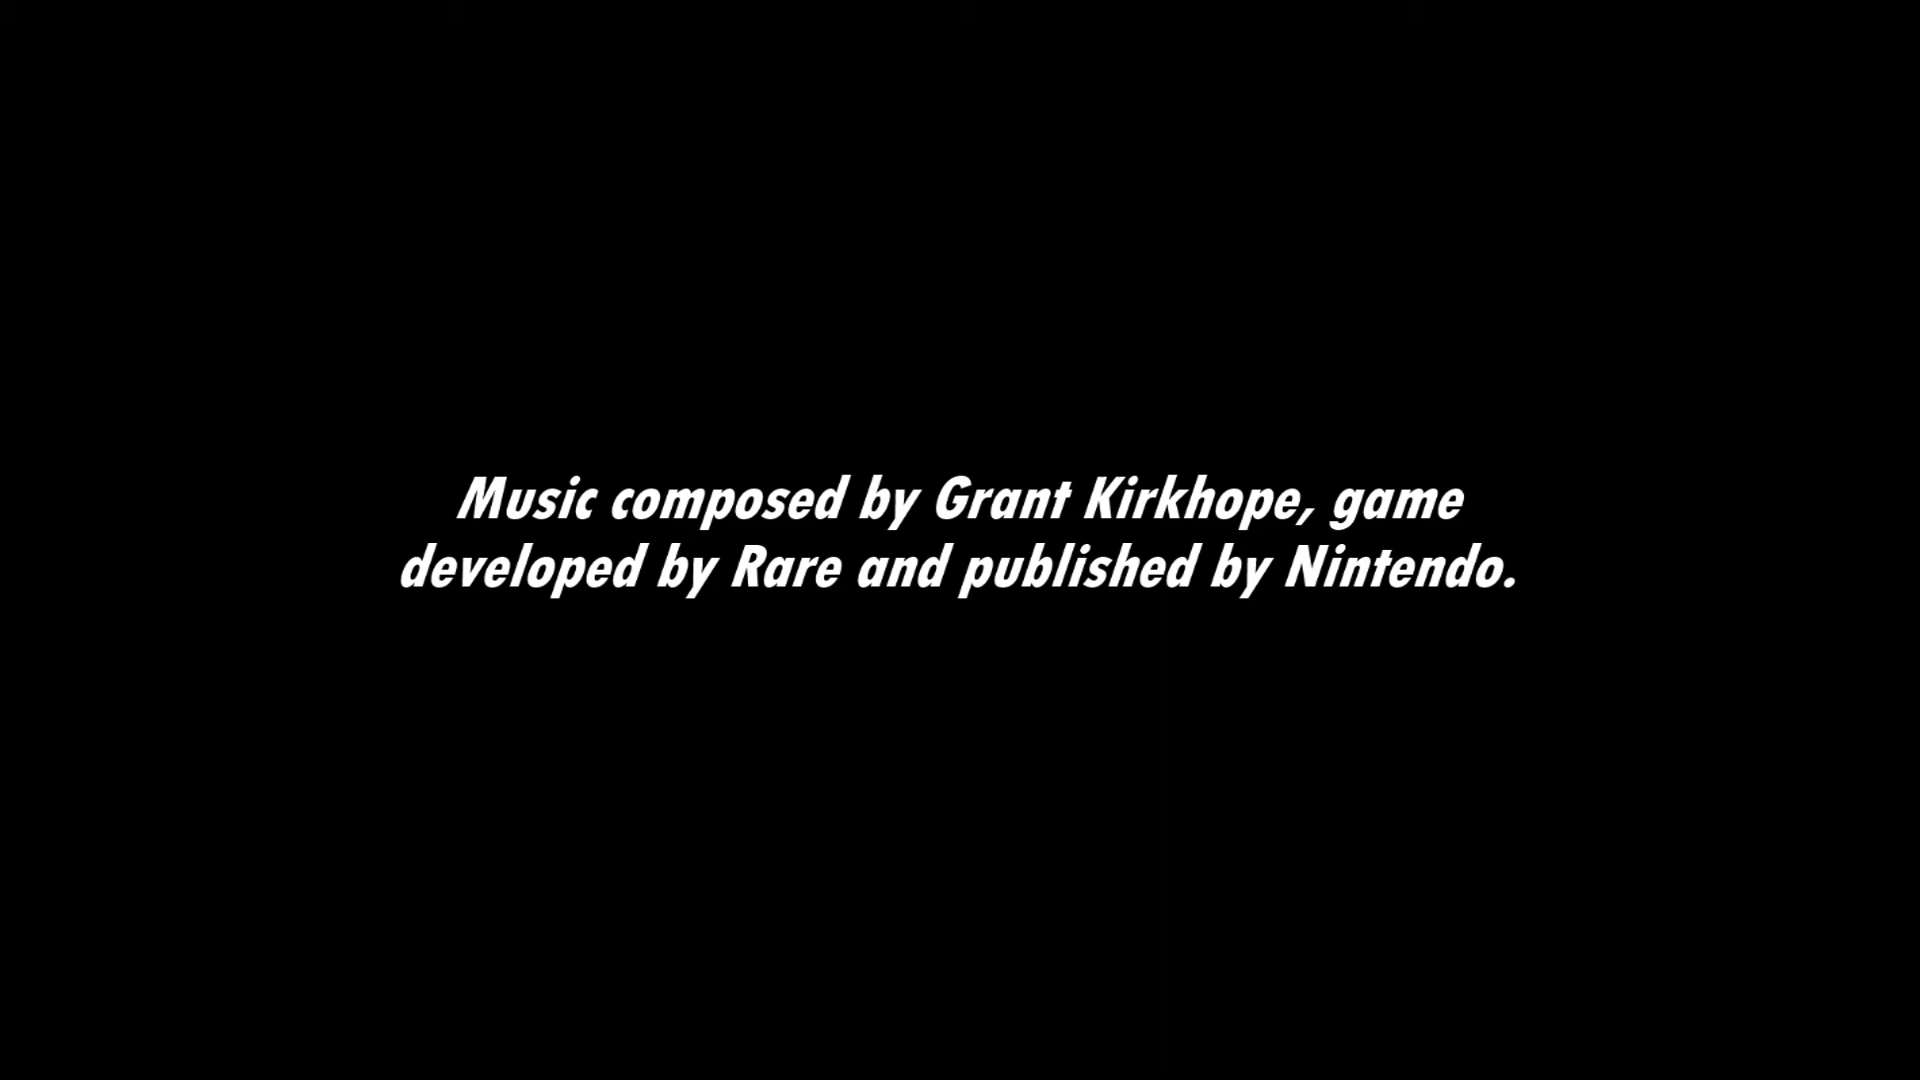 Music composed by Grant Kirkhope, game
developed by Rare and published by Nintendo.